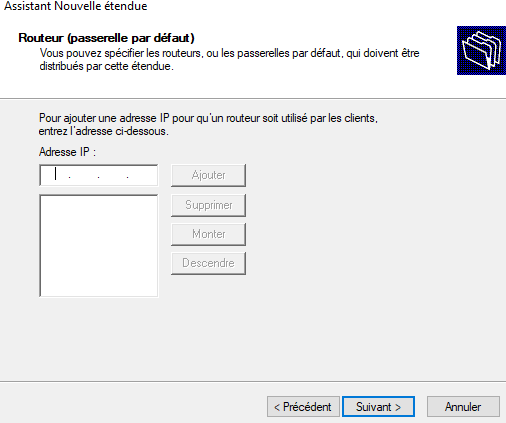 Assistant Nouvelle étendue
Routeur (passerelle par défaut)
Vous pouvez spécifier les routeurs, ou les passerelles par défaut, qui doivent être
distribués par cette étendue.
Pour ajouter une adresse IP pour qu'un routeur soit utilisé par les clients,
entrez l'adresse ci-dessous.
Adresse IP :
. . .
Ajouter
Supprimer
Monter
Descendre
< Précédent
Suivant >
Annuler